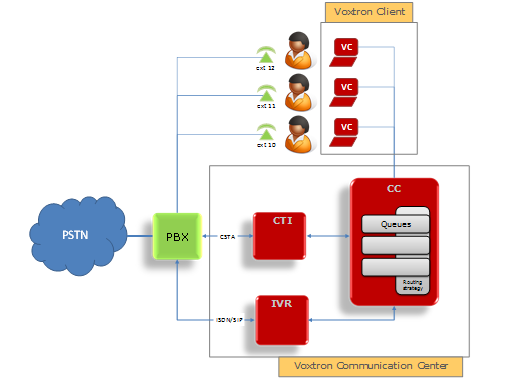 Voxtron Client
VC
ext 12
VC
ext 11
VC
ext 10
CC
PSTN
PBX
CSTA
CTI
Queues
Routing
strategy
ISDN/SIP
IVR
Voxtron Communication Center